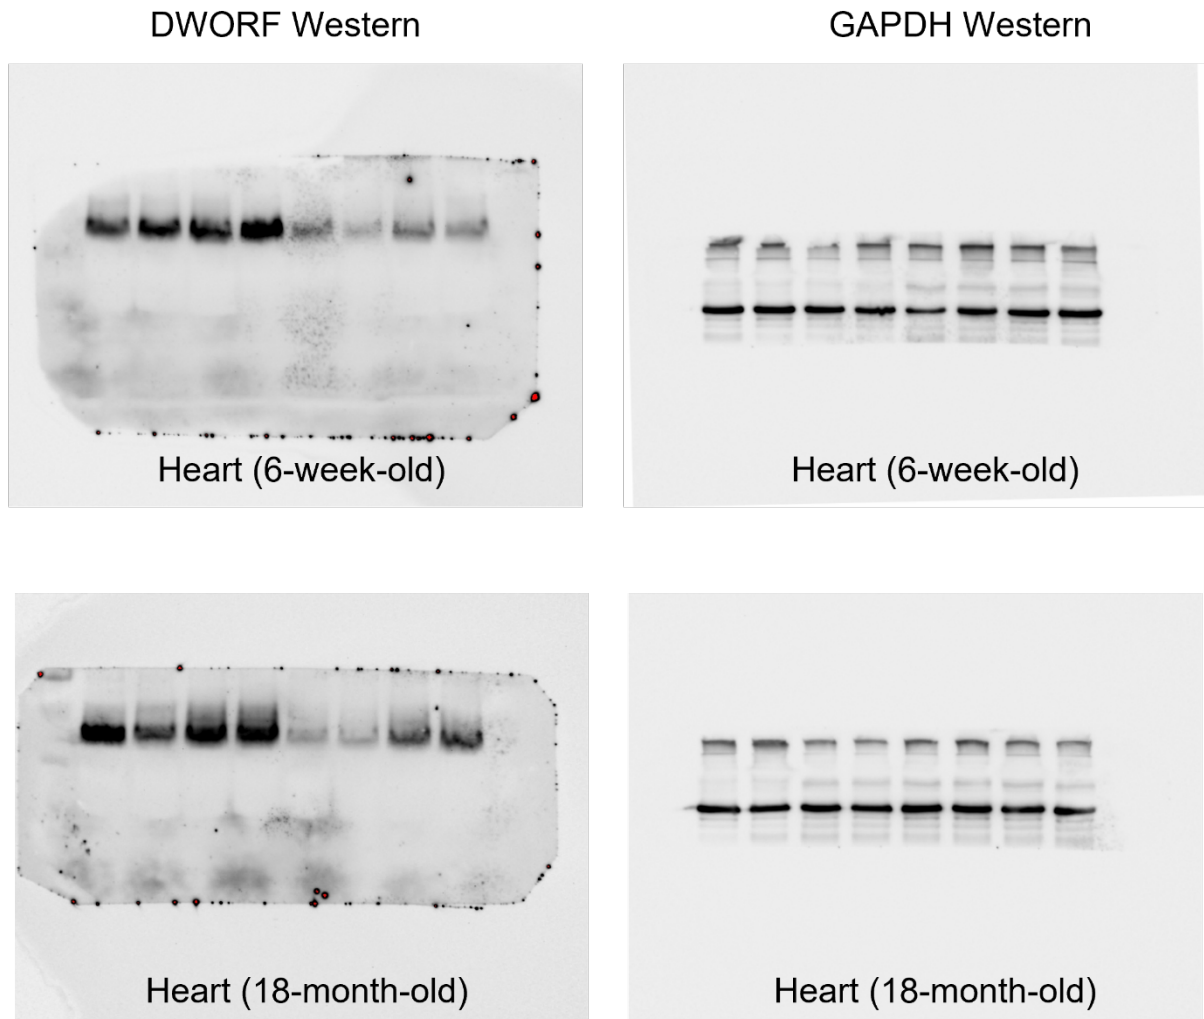 DWORF Western
GAPDH Western
Heart (6-week-old)
Heart (6-week-old)
Heart (18-month-old)
Heart (18-month-old)